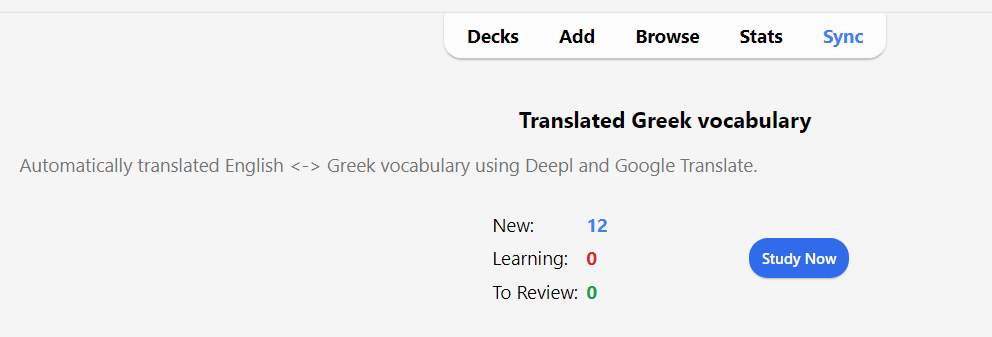 Decks Add Browse Stats Sync
Translated Greek vocabulary
Automatically translated English <-> Greek vocabulary using Deepl and Google Translate.
New: 12
Learning: 0
Study Now
To Review: 0